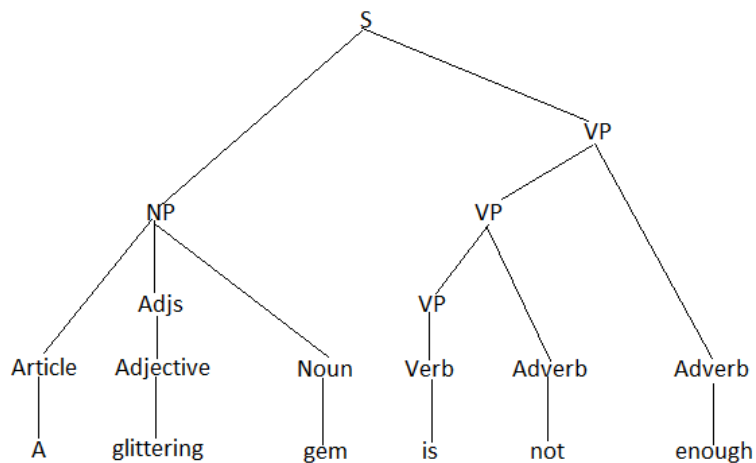 S
VP
NP VP
Adjs VP
Article Adjective Noun Verb Adverb Adverb
A glittering gem is not enough